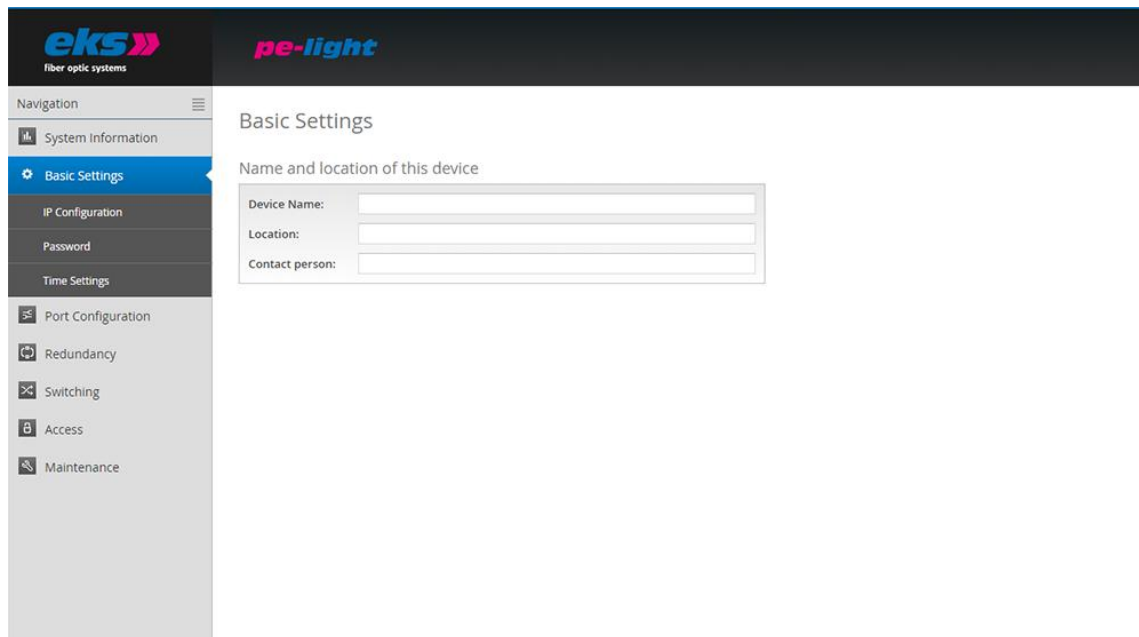 eks
fiber optic systems
pe-light
Navigation
System Information
Basic Settings
IP Configuration
Password
Time Settings
Port Configuration
Redundancy
Switching
Access
Maintenance
Basic Settings
Name and location of this device
Device Name:
Location:
Contact person: